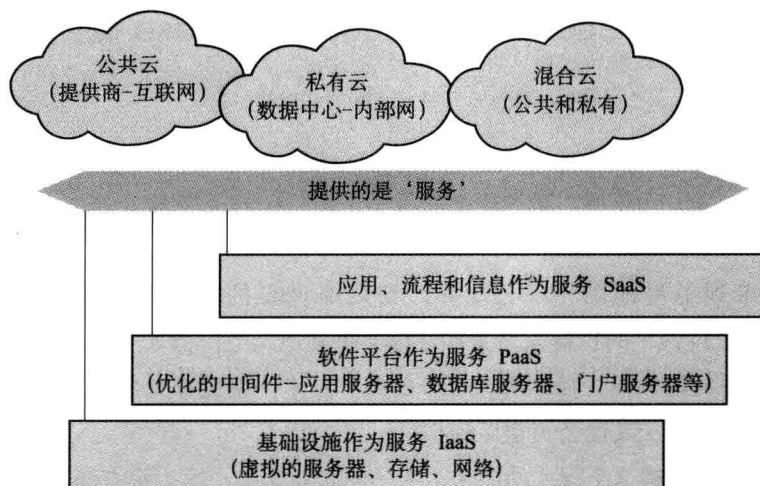 公共云
(提供商-互联网)
私有云
(数据中心-内部网)
混合云
(公共和私有)
提供的是‘服务’
应用、流程和信息作为服务 SaaS
软件平台作为服务 PaaS
(优化的中间件-应用服务器、数据库服务器、门户服务器等)
基础设施作为服务 IaaS
(虚拟的服务器、存储、网络)